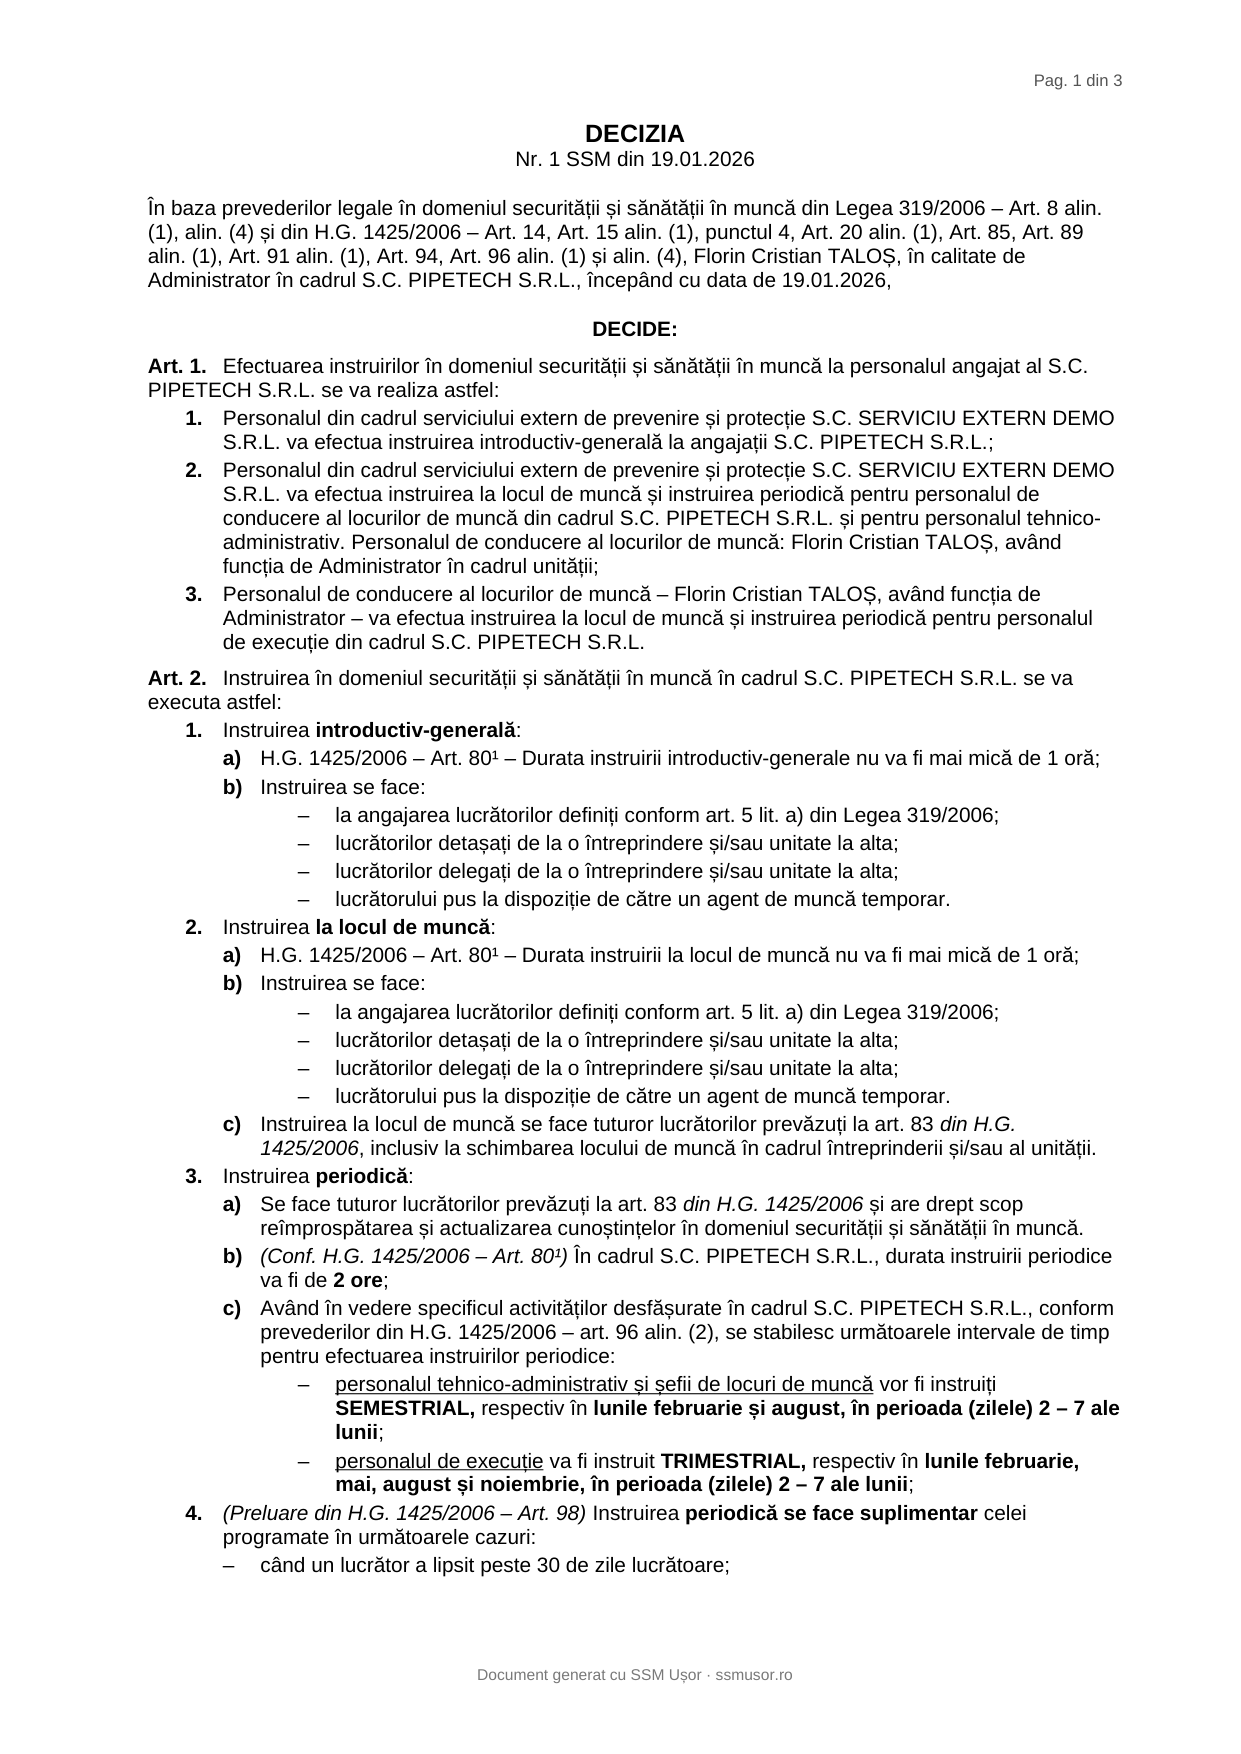 Pag. 1 din 3
DECIZIA
Nr. 1 SSM din 19.01.2026
În baza prevederilor legale în domeniul securității și sănătății în muncă din Legea 319/2006 – Art. 8 alin.
(1), alin. (4) și din H.G. 1425/2006 – Art. 14, Art. 15 alin. (1), punctul 4, Art. 20 alin. (1), Art. 85, Art. 89
alin. (1), Art. 91 alin. (1), Art. 94, Art. 96 alin. (1) și alin. (4), Florin Cristian TALOȘ, în calitate de
Administrator în cadrul S.C. PIPETECH S.R.L., începând cu data de 19.01.2026,
DECIDE:
Art. 1. Efectuarea instruirilor în domeniul securității și sănătății în muncă la personalul angajat al S.C.
PIPETECH S.R.L. se va realiza astfel:
1. Personalul din cadrul serviciului extern de prevenire și protecție S.C. SERVICIU EXTERN DEMO
S.R.L. va efectua instruirea introductiv-generală la angajații S.C. PIPETECH S.R.L.;
2. Personalul din cadrul serviciului extern de prevenire și protecție S.C. SERVICIU EXTERN DEMO
S.R.L. va efectua instruirea la locul de muncă și instruirea periodică pentru personalul de
conducere al locurilor de muncă din cadrul S.C. PIPETECH S.R.L. și pentru personalul tehnico-
administrativ. Personalul de conducere al locurilor de muncă: Florin Cristian TALOȘ, având
funcția de Administrator în cadrul unității;
3. Personalul de conducere al locurilor de muncă – Florin Cristian TALOȘ, având funcția de
Administrator – va efectua instruirea la locul de muncă și instruirea periodică pentru personalul
de execuție din cadrul S.C. PIPETECH S.R.L.
Art. 2. Instruirea în domeniul securității și sănătății în muncă în cadrul S.C. PIPETECH S.R.L. se va
executa astfel:
1. Instruirea introductiv-generală:
a) H.G. 1425/2006 – Art. 80¹ – Durata instruirii introductiv-generale nu va fi mai mică de 1 oră;
b) Instruirea se face:
– la angajarea lucrătorilor definiți conform art. 5 lit. a) din Legea 319/2006;
– lucrătorilor detașați de la o întreprindere și/sau unitate la alta;
– lucrătorilor delegați de la o întreprindere și/sau unitate la alta;
– lucrătorului pus la dispoziție de către un agent de muncă temporar.
2. Instruirea la locul de muncă:
a) H.G. 1425/2006 – Art. 80¹ – Durata instruirii la locul de muncă nu va fi mai mică de 1 oră;
b) Instruirea se face:
– la angajarea lucrătorilor definiți conform art. 5 lit. a) din Legea 319/2006;
– lucrătorilor detașați de la o întreprindere și/sau unitate la alta;
– lucrătorilor delegați de la o întreprindere și/sau unitate la alta;
– lucrătorului pus la dispoziție de către un agent de muncă temporar.
c) Instruirea la locul de muncă se face tuturor lucrătorilor prevăzuți la art. 83 din H.G.
1425/2006, inclusiv la schimbarea locului de muncă în cadrul întreprinderii și/sau al unității.
3. Instruirea periodică:
a) Se face tuturor lucrătorilor prevăzuți la art. 83 din H.G. 1425/2006 și are drept scop
reîmprospătarea și actualizarea cunoștințelor în domeniul securității și sănătății în muncă.
b) (Conf. H.G. 1425/2006 – Art. 80¹) În cadrul S.C. PIPETECH S.R.L., durata instruirii periodice
va fi de 2 ore;
c) Având în vedere specificul activităților desfășurate în cadrul S.C. PIPETECH S.R.L., conform
prevederilor din H.G. 1425/2006 – art. 96 alin. (2), se stabilesc următoarele intervale de timp
pentru efectuarea instruirilor periodice:
– personalul tehnico-administrativ și șefii de locuri de muncă vor fi instruiți
SEMESTRIAL, respectiv în lunile februarie și august, în perioada (zilele) 2 – 7 ale
lunii;
– personalul de execuție va fi instruit TRIMESTRIAL, respectiv în lunile februarie,
mai, august și noiembrie, în perioada (zilele) 2 – 7 ale lunii;
4. (Preluare din H.G. 1425/2006 – Art. 98) Instruirea periodică se face suplimentar celei
programate în următoarele cazuri:
– când un lucrător a lipsit peste 30 de zile lucrătoare;
Document generat cu SSM Ușor · ssmusor.ro